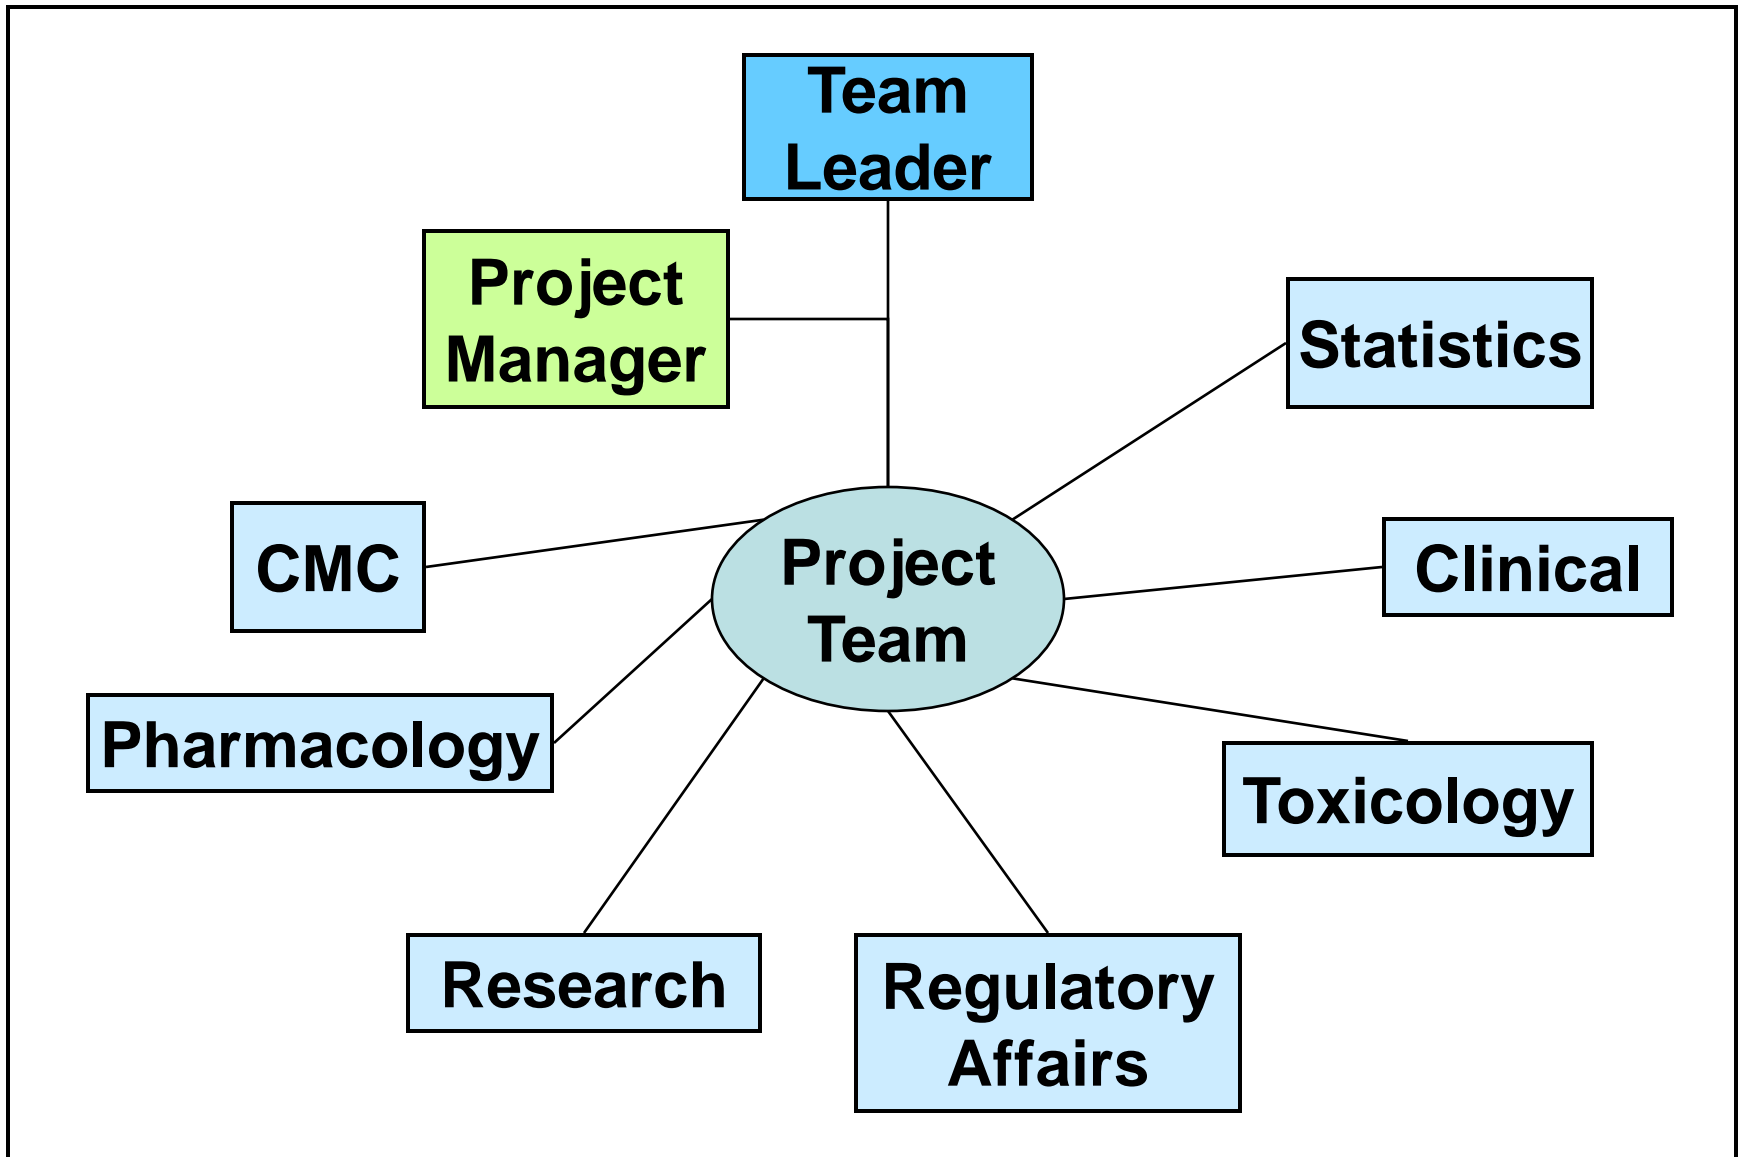 Team
Leader
Project
Manager
Statistics
CMC
Project
Team
Clinical
Pharmacology
Toxicology
Research
Regulatory
Affairs